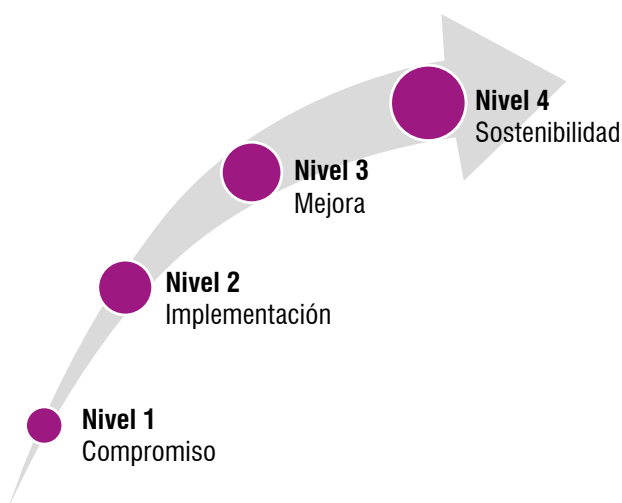 Nivel 4
Sostenibilidad
Nivel 3
Mejora
Nivel 2
Implementación
Nivel 1
Compromiso